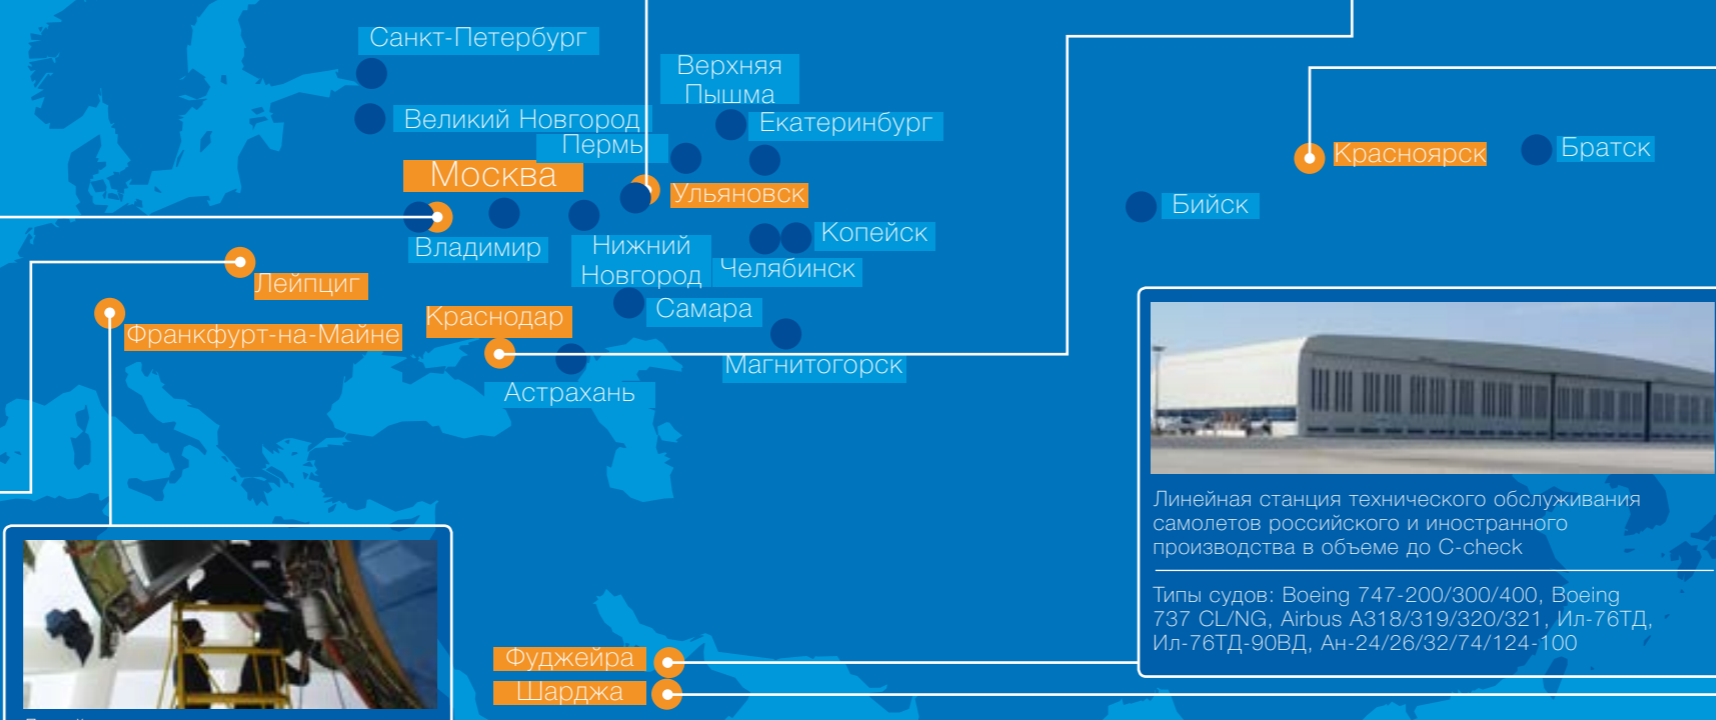 Санкт-Петербург
Верхняя
Пышма
Великий Новгород
Екатеринбург
Пермь
Москва
Ульяновск
Красноярск
Братск
Бийск
Владимир
Нижний
Новгород
Копейск
Челябинск
Лейпциг
Самара
Краснодар
Франкфурт-на-Майне
Магнитогорск
Астрахань
Линейная станция технического обслуживания
самолетов российского и иностранного
производства в объеме до C-check
Типы судов: Boeing 747-200/300/400, Boeing
737 CL/NG, Airbus A318/319/320/321, Ил-76ТД,
Ил-76ТД-90ВД, Ан-24/26/32/74/124-100
Фуджейра
Шарджа